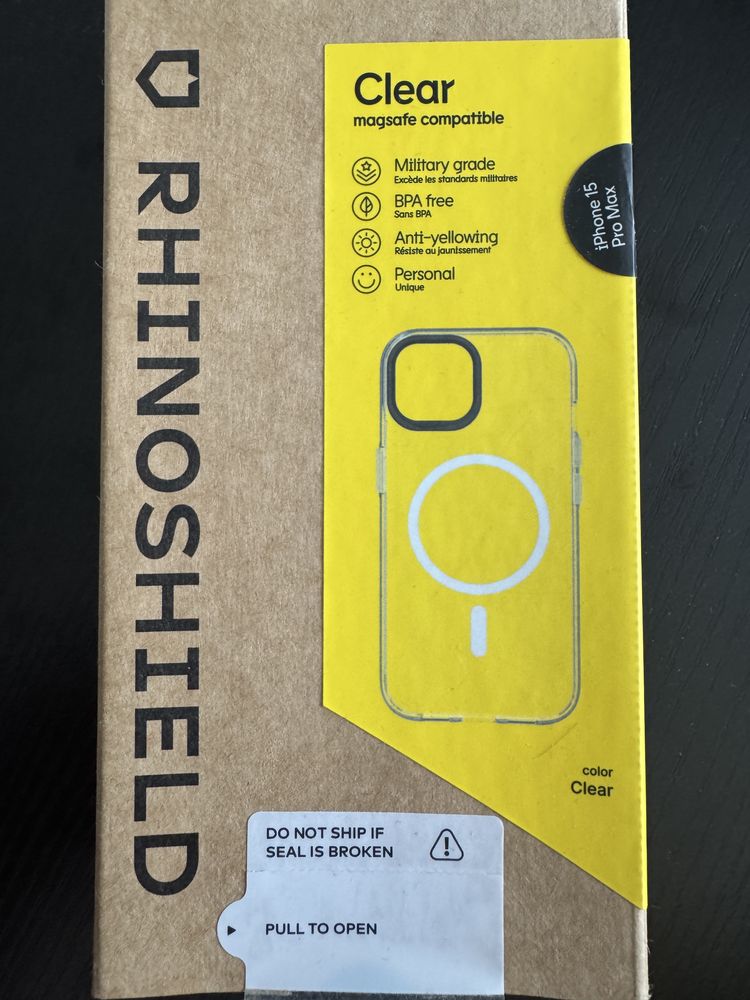 RHINOSHIELD
Clear
magsafe compatible
Military grade
Excède les standards militaires
BPA free
Sans BPA
Anti-yellowing
Résiste au jaunissement
Personal
Unique
iPhone 15
Pro Max
color
Clear
DO NOT SHIP IF
SEAL IS BROKEN
PULL TO OPEN